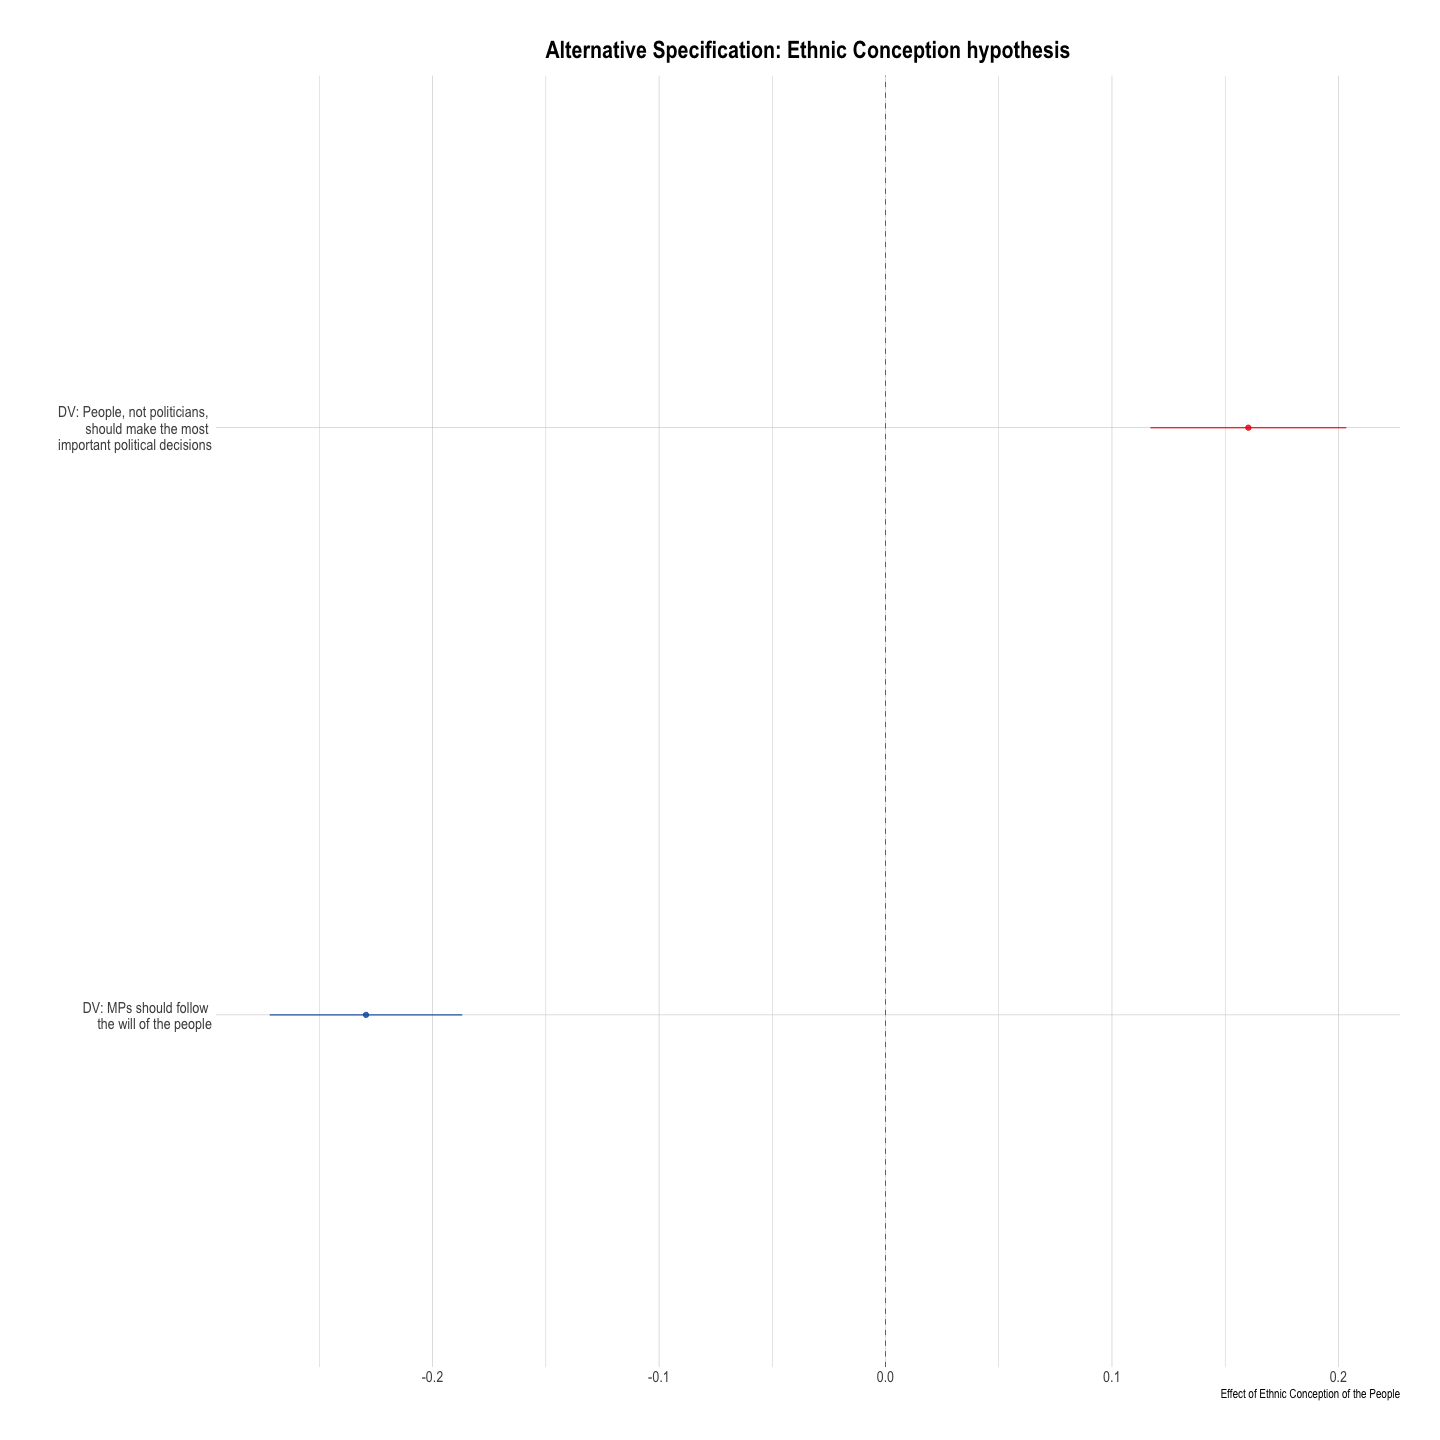 Alternative Specification: Ethnic Conception hypothesis
DV: People, not politicians,
should make the most
important political decisions
DV: MPs should follow
the will of the people
-0.2
-0.1
0.0
0.1
0.2
Effect of Ethnic Conception of the People